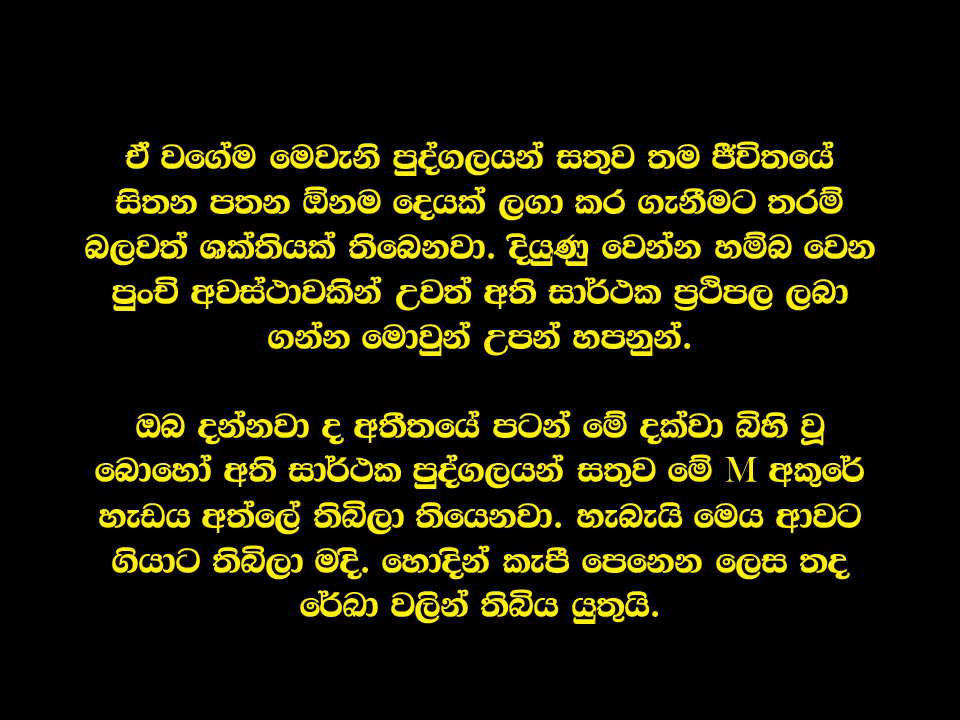 ඒ වගේම මෙවැනි පුද්ගලයන් සතුව තම ජීවිතයේ
සිතන පතන ඕනම දෙයක් ලගා කර ගැනීමට තරම්
බලවත් ශක්තියක් තිබෙනවා. දියුණු වෙන්න හම්බ වෙන
පුංචි අවස්ථාවකින් උවත් අති සාර්ථක ප්‍රථිපල ලබා
ගන්න මොවුන් උපන් හපනුන්.

ඔබ දන්නවා ද අතීතයේ පටන් මේ දක්වා බිහි වූ
බොහෝ අති සාර්ථක පුද්ගලයන් සතුව මේ M අකුරේ
හැඩය අත්ලේ තිබිලා තියෙනවා. හැබැයි මෙය ආවට
ගියාට තිබිලා මදි. හොදින් කැපී පෙනෙන ලෙස තද
රේඛා වලින් තිබිය යුතුයි.